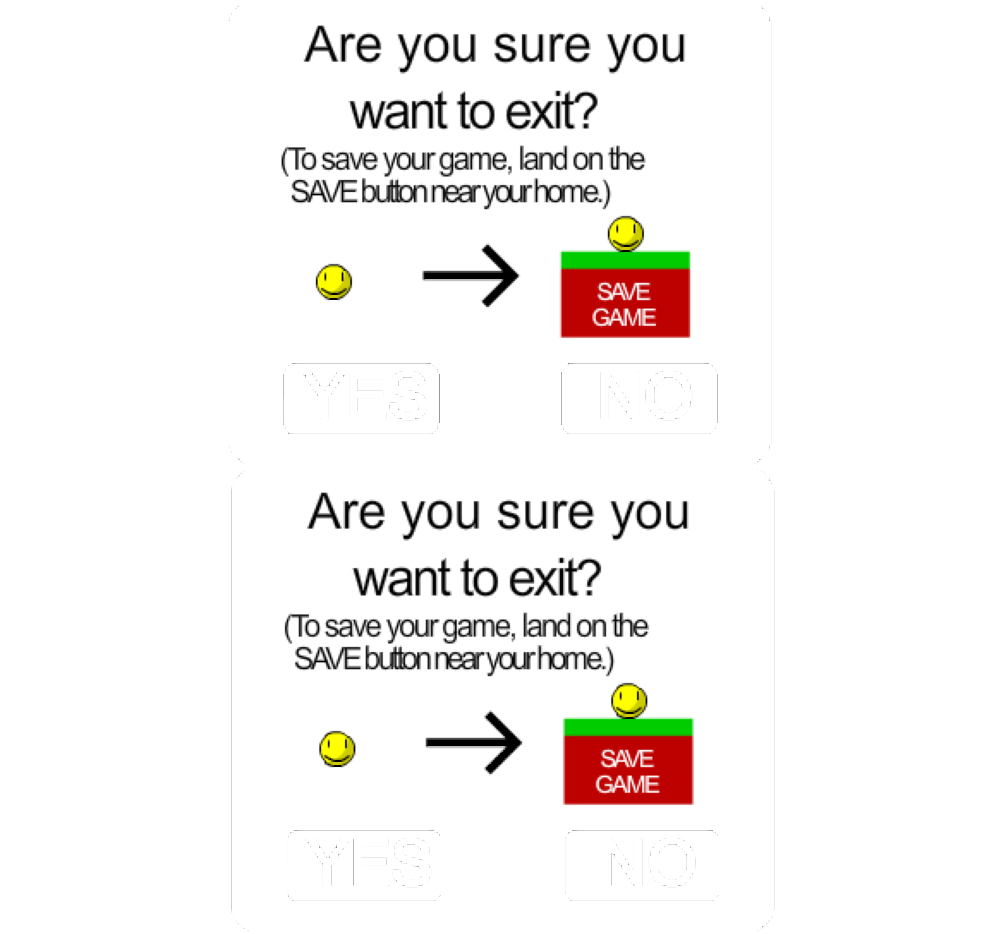 Are you sure you
want to exit?
(To save your game, land on the
SAVE button near your home.)
SAVE
GAME
YES NO
Are you sure you
want to exit?
(To save your game, land on the
SAVE button near your home.)
SAVE
GAME
YES NO